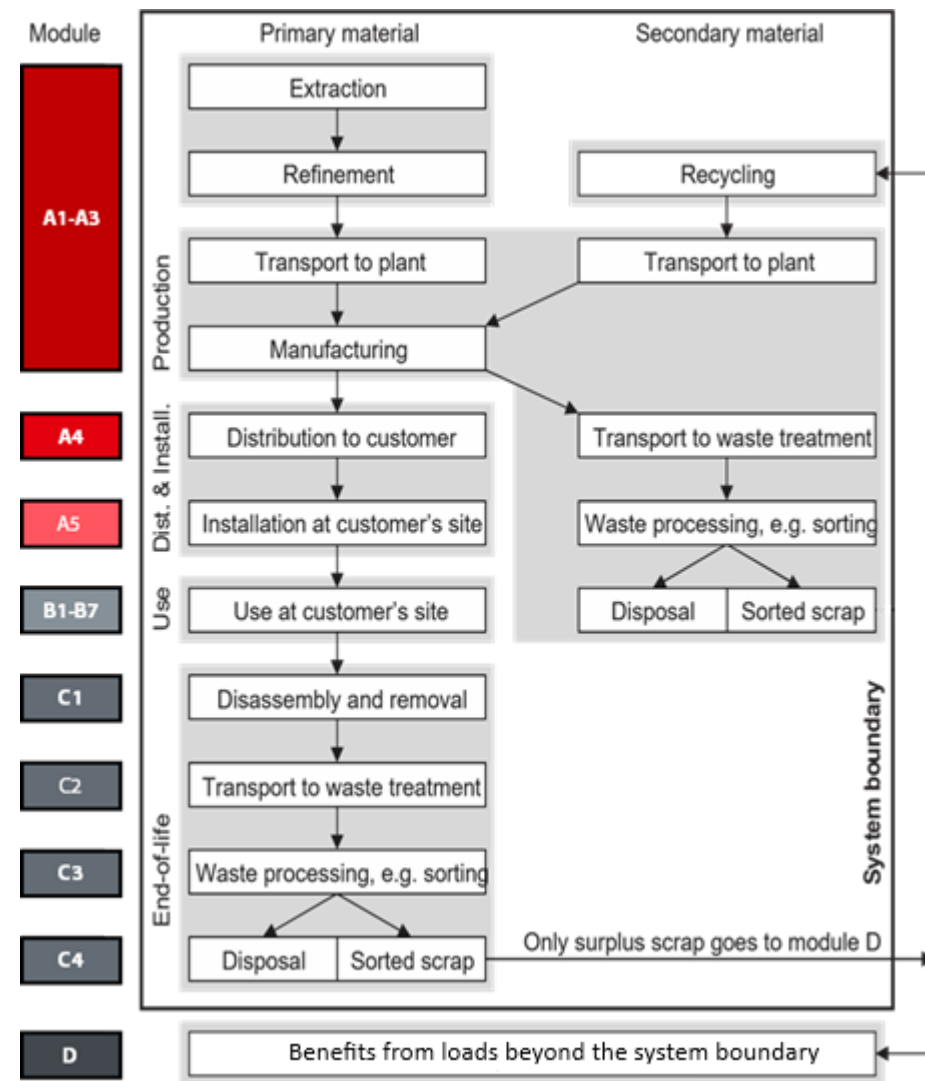 Module
Primary material
Secondary material
A1-A3
Extraction
Refinement
Recycling
Transport to plant
Transport to plant
Production
Manufacturing
A4
Dist. & Install.
Distribution to customer
Transport to waste treatment
A5
Installation at customer's site
Waste processing, e.g. sorting
B1-B7
Use
Use at customer's site
Disposal
Sorted scrap
C1
Disassembly and removal
System boundary
C2
Transport to waste treatment
End-of-life
C3
Waste processing, e.g. sorting
C4
Disposal
Sorted scrap
Only surplus scrap goes to module D
D
Benefits from loads beyond the system boundary